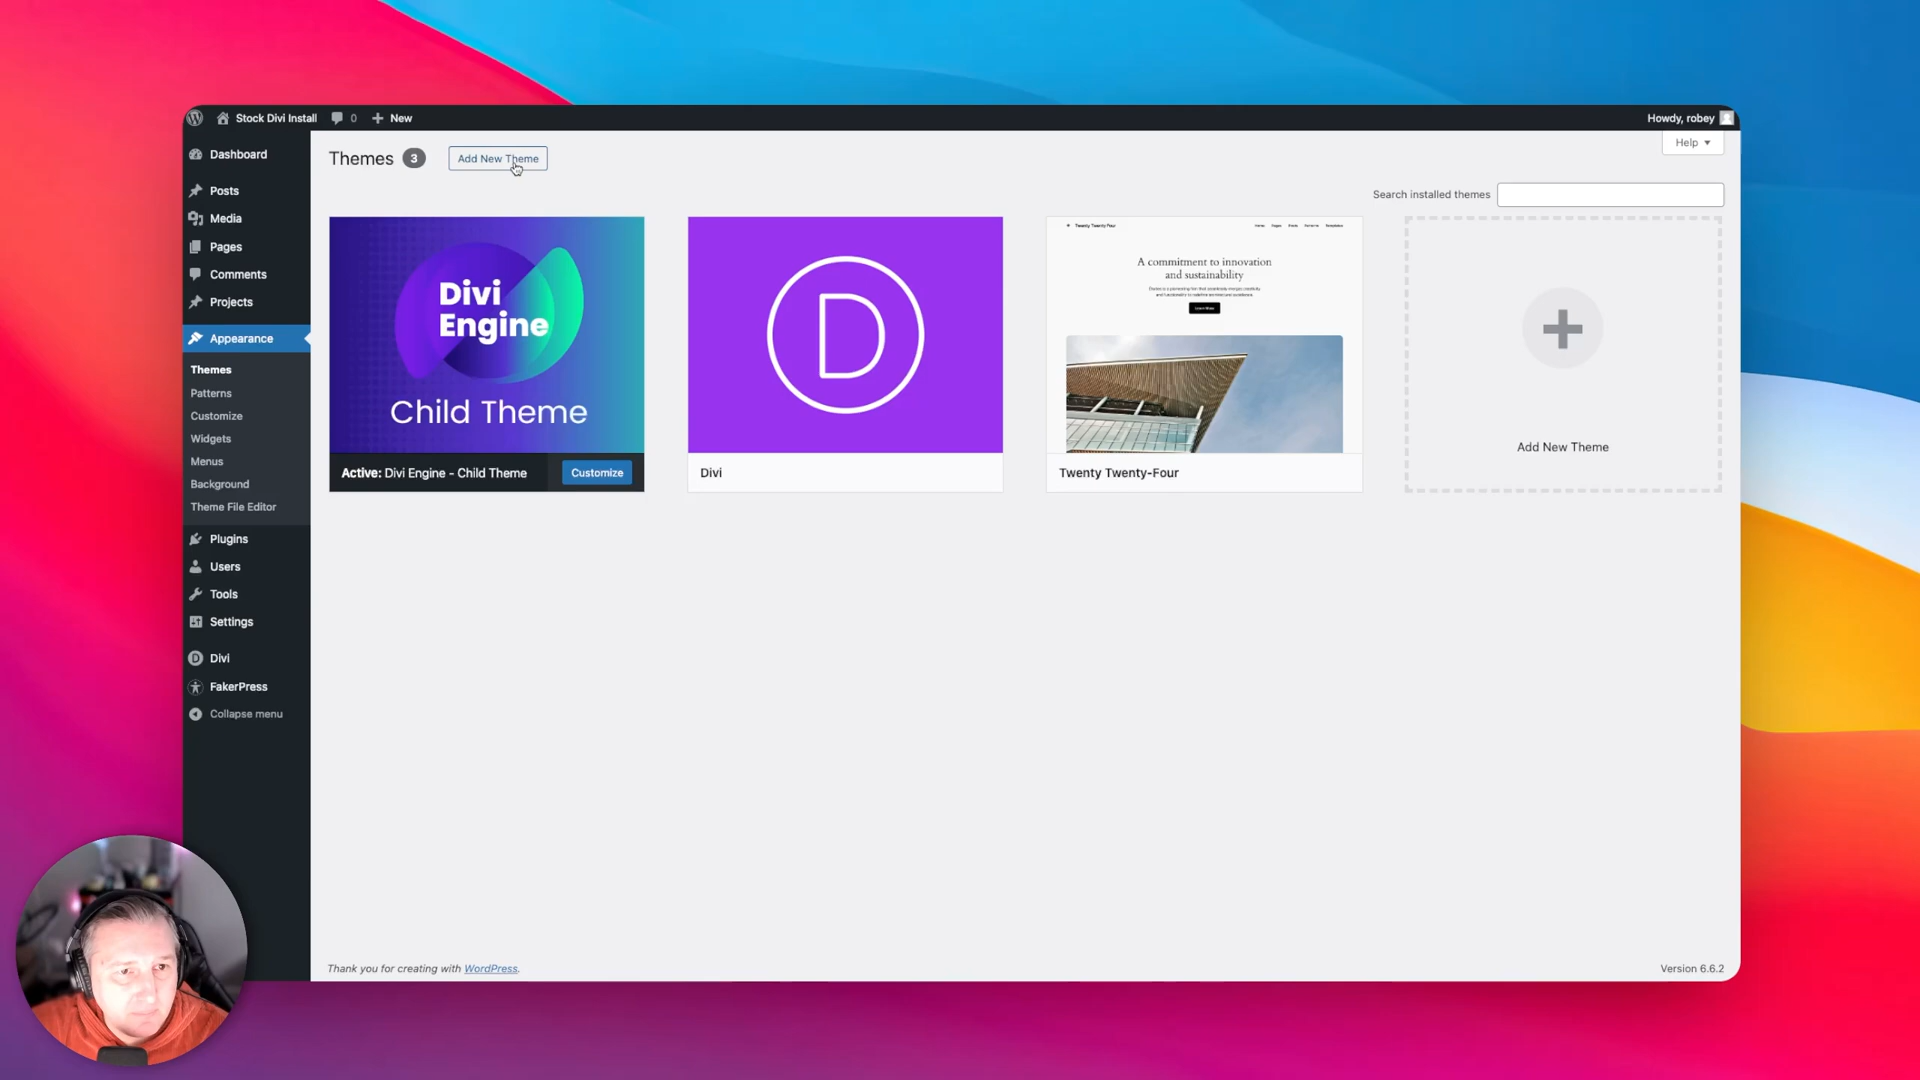 Stock Divi Install
0
New
Howdy, robey
Dashboard
Posts
Media
Pages
Comments
Projects
Appearance
Themes
Patterns
Customize
Widgets
Menus
Background
Theme File Editor
Plugins
Users
Tools
Settings
Divi
FakerPress
Collapse menu
Themes 3
Add New Theme
Help
Search installed themes
Divi
Engine
Child Theme
Active: Divi Engine - Child Theme
Customize
D
Divi
Twenty Twenty-Four
A commitment to innovation
and sustainability
Twenty Twenty-Four
Add New Theme
Thank you for creating with WordPress.
Version 6.6.2